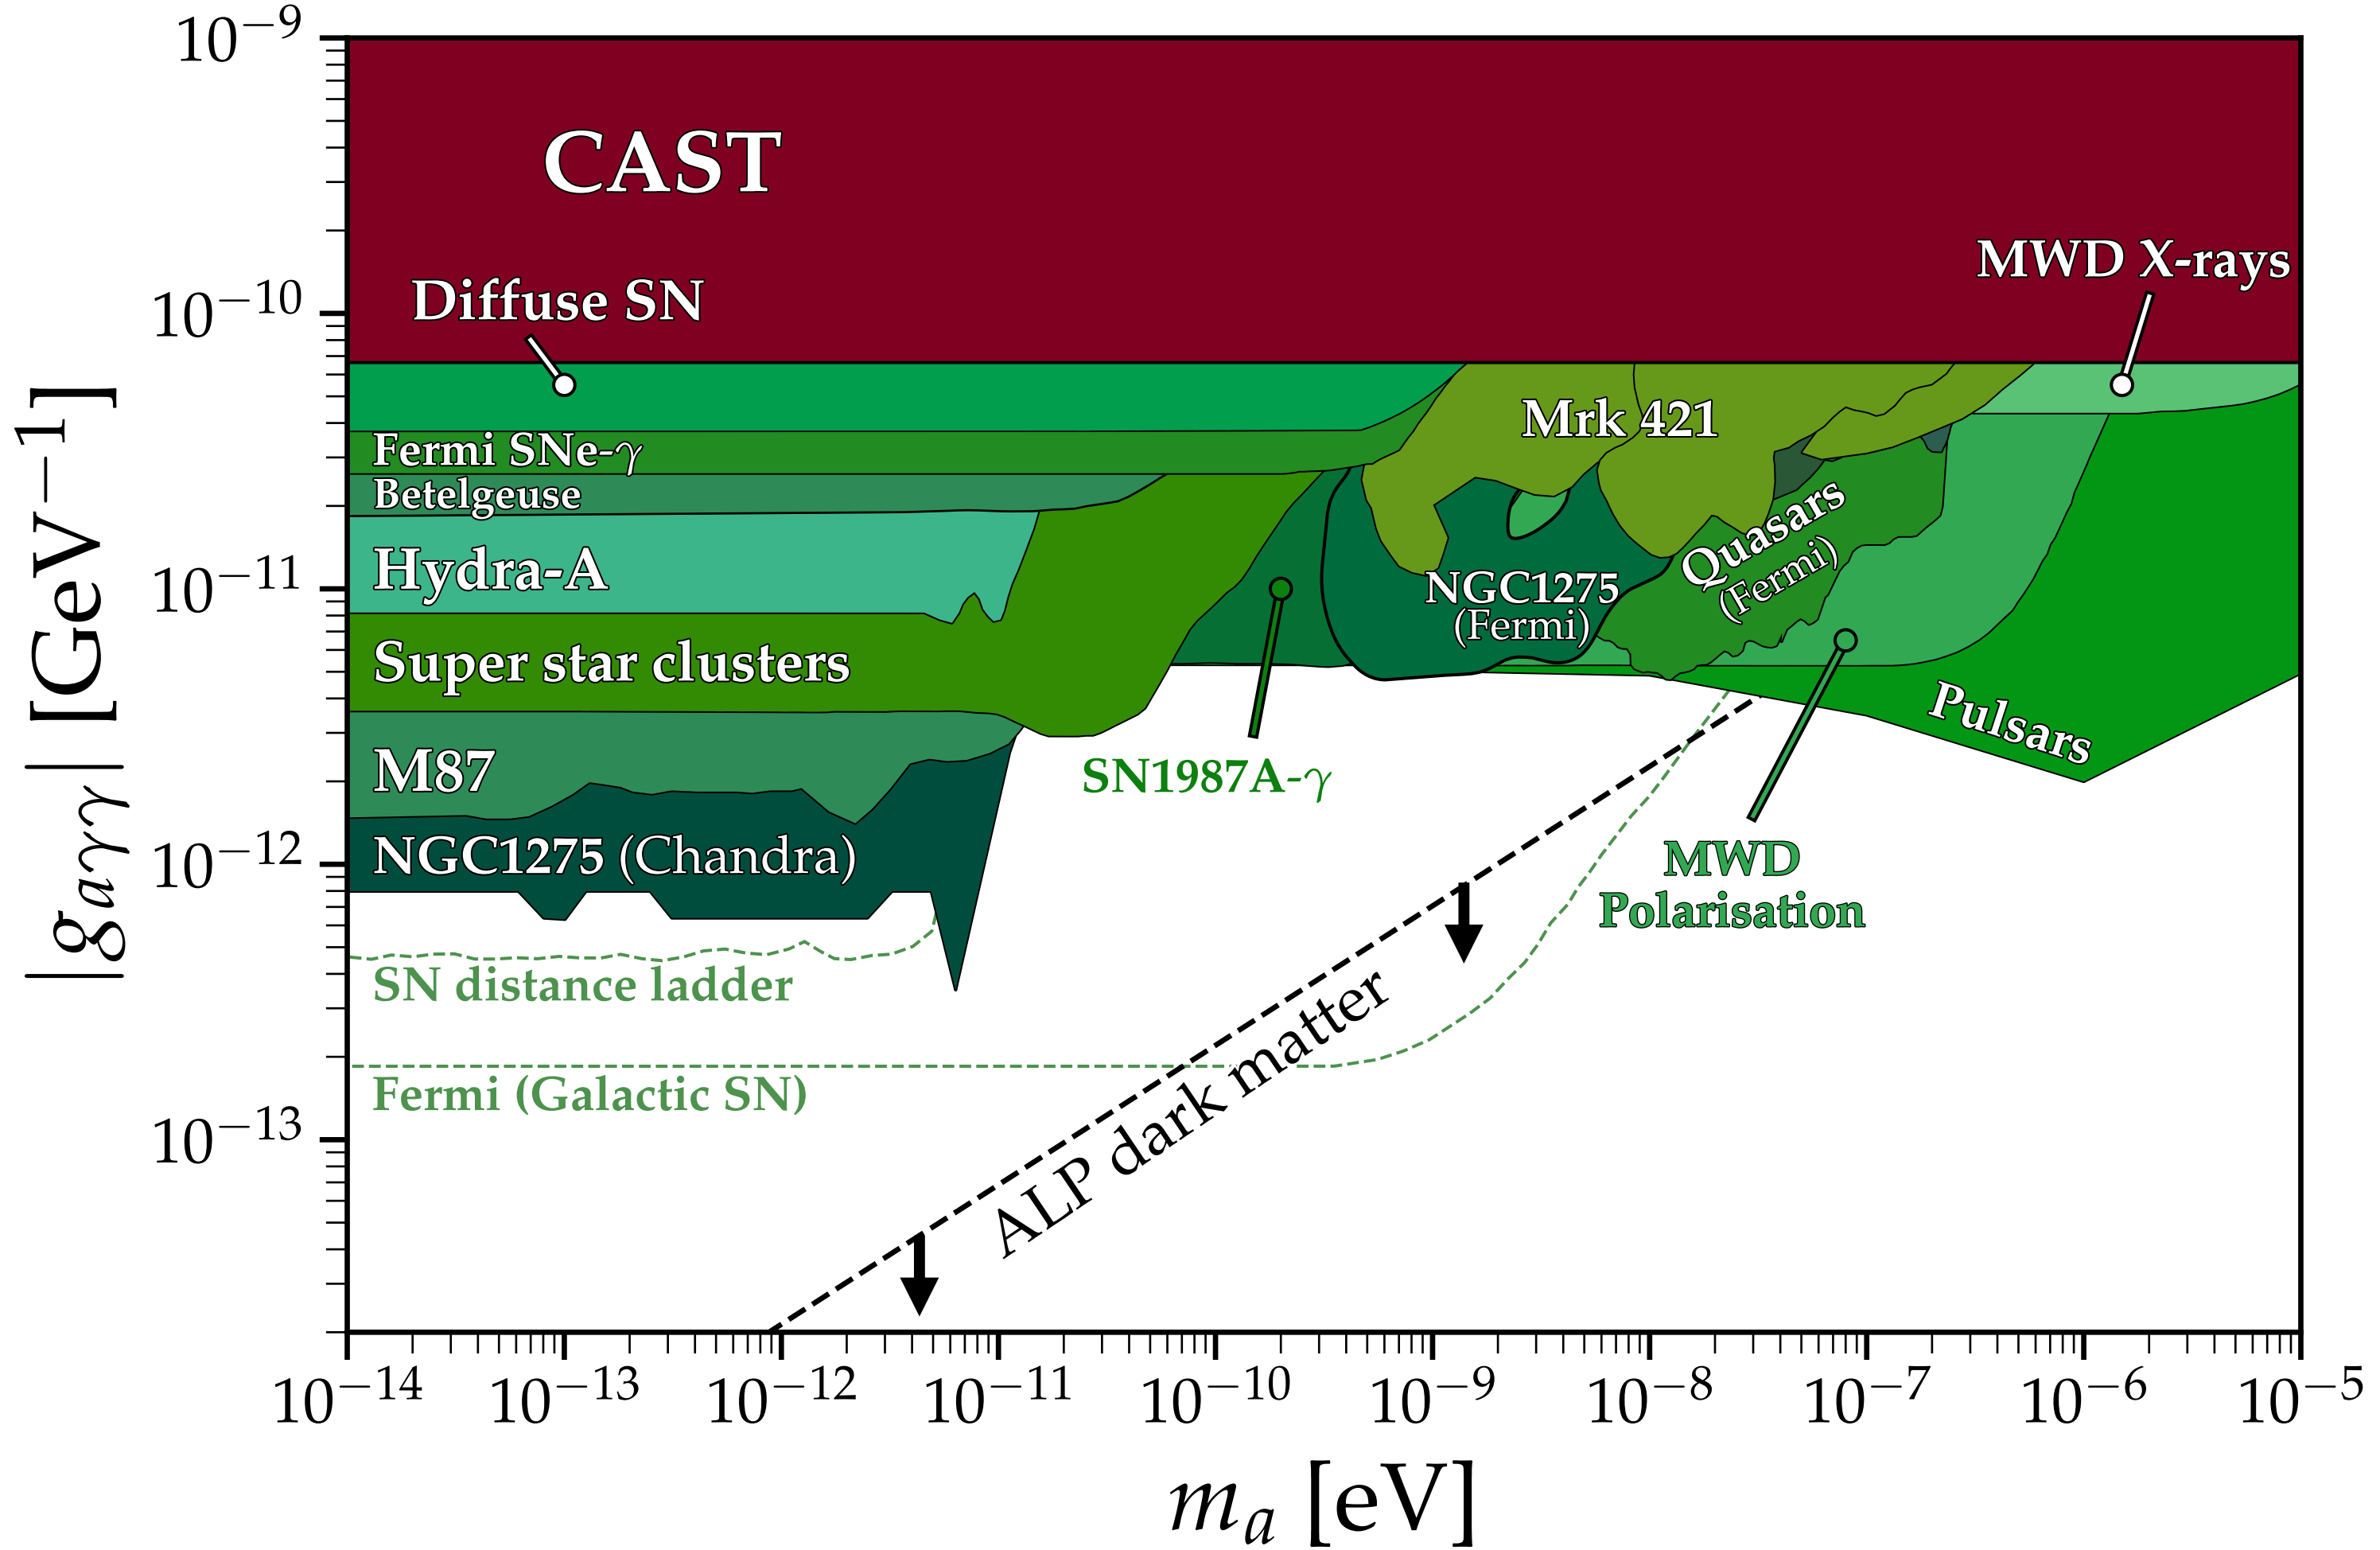 10⁻⁹
CAST
MWD X-rays
Diffuse SN
10⁻¹⁰
Mrk 421
Fermi SNe-γ
Betelgeuse
Quasars
(Fermi)
10⁻¹¹
Hydra-A
NGC1275
(Fermi)
Super star clusters
Pulsars
M87
SN1987A-γ
10⁻¹²
NGC1275 (Chandra)
MWD
Polarisation
SN distance ladder
ALP dark matter
Fermi (Galactic SN)
10⁻¹³
|g_{aγγ}| [GeV⁻¹]
10⁻¹⁴ 10⁻¹³ 10⁻¹² 10⁻¹¹ 10⁻¹⁰ 10⁻⁹ 10⁻⁸ 10⁻⁷ 10⁻⁶ 10⁻⁵
mₐ [eV]